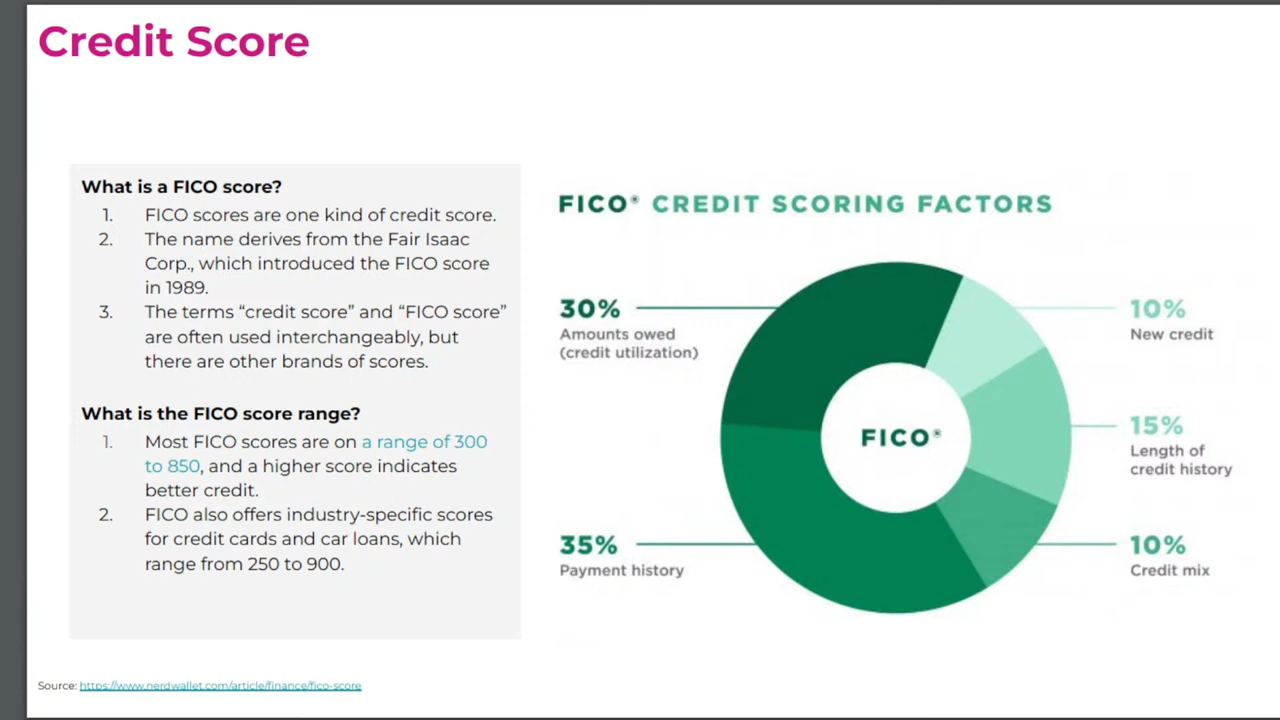 Credit Score
What is a FICO score?
1. FICO scores are one kind of credit score.
2. The name derives from the Fair Isaac
Corp., which introduced the FICO score
in 1989.
3. The terms “credit score” and “FICO score”
are often used interchangeably, but
there are other brands of scores.
What is the FICO score range?
1. Most FICO scores are on a range of 300
to 850, and a higher score indicates
better credit.
2. FICO also offers industry-specific scores
for credit cards and car loans, which
range from 250 to 900.
FICO® CREDIT SCORING FACTORS
30%
Amounts owed
(credit utilization)
35%
Payment history
FICO®
10%
New credit
15%
Length of
credit history
10%
Credit mix
Source: https://www.nerdwallet.com/article/finance/fico-score